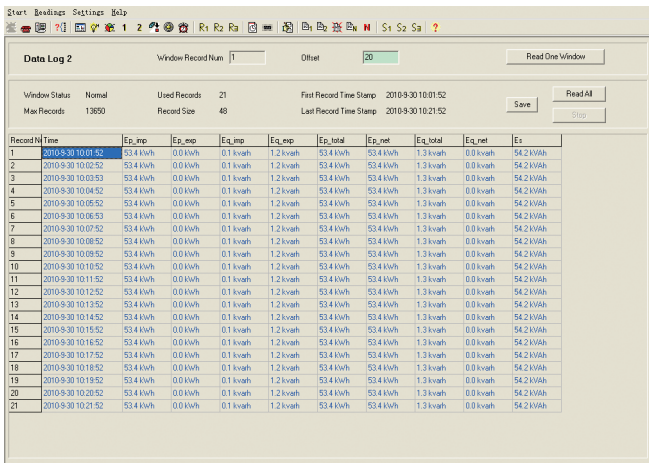 Start Readings Settings Help
?{} 1 2 R1 R2 R3 B1 B2 BN N S1 S2 S3 ?
Data Log 2 Window Record Num 1 Offset 20 Read One Window
Window Status Normal Used Records 21 First Record Time Stamp 2010-9-30 10:01:52 Save Read All
Max Records 13650 Record Size 48 Last Record Time Stamp 2010-9-30 10:21:52 Stop
Record N Time Ep_imp Ep_exp Eq_imp Eq_exp Ep_total Ep_net Eq_total Eq_net Es
1 2010-9-30 10:01:52 53.4 kWh 0.0 kWh 0.1 kvarh 1.2 kvarh 53.4 kWh 53.4 kWh 1.3 kvarh 0.0 kvarh 54.2 kVAh
2 2010-9-30 10:02:52 53.4 kWh 0.0 kWh 0.1 kvarh 1.2 kvarh 53.4 kWh 53.4 kWh 1.3 kvarh 0.0 kvarh 54.2 kVAh
3 2010-9-30 10:03:53 53.4 kWh 0.0 kWh 0.1 kvarh 1.2 kvarh 53.4 kWh 53.4 kWh 1.3 kvarh 0.0 kvarh 54.2 kVAh
4 2010-9-30 10:04:52 53.4 kWh 0.0 kWh 0.1 kvarh 1.2 kvarh 53.4 kWh 53.4 kWh 1.3 kvarh 0.0 kvarh 54.2 kVAh
5 2010-9-30 10:05:52 53.4 kWh 0.0 kWh 0.1 kvarh 1.2 kvarh 53.4 kWh 53.4 kWh 1.3 kvarh 0.0 kvarh 54.2 kVAh
6 2010-9-30 10:06:53 53.4 kWh 0.0 kWh 0.1 kvarh 1.2 kvarh 53.4 kWh 53.4 kWh 1.3 kvarh 0.0 kvarh 54.2 kVAh
7 2010-9-30 10:07:52 53.4 kWh 0.0 kWh 0.1 kvarh 1.2 kvarh 53.4 kWh 53.4 kWh 1.3 kvarh 0.0 kvarh 54.2 kVAh
8 2010-9-30 10:08:52 53.4 kWh 0.0 kWh 0.1 kvarh 1.2 kvarh 53.4 kWh 53.4 kWh 1.3 kvarh 0.0 kvarh 54.2 kVAh
9 2010-9-30 10:09:52 53.4 kWh 0.0 kWh 0.1 kvarh 1.2 kvarh 53.4 kWh 53.4 kWh 1.3 kvarh 0.0 kvarh 54.2 kVAh
10 2010-9-30 10:10:52 53.4 kWh 0.0 kWh 0.1 kvarh 1.2 kvarh 53.4 kWh 53.4 kWh 1.3 kvarh 0.0 kvarh 54.2 kVAh
11 2010-9-30 10:11:52 53.4 kWh 0.0 kWh 0.1 kvarh 1.2 kvarh 53.4 kWh 53.4 kWh 1.3 kvarh 0.0 kvarh 54.2 kVAh
12 2010-9-30 10:12:52 53.4 kWh 0.0 kWh 0.1 kvarh 1.2 kvarh 53.4 kWh 53.4 kWh 1.3 kvarh 0.0 kvarh 54.2 kVAh
13 2010-9-30 10:13:52 53.4 kWh 0.0 kWh 0.1 kvarh 1.2 kvarh 53.4 kWh 53.4 kWh 1.3 kvarh 0.0 kvarh 54.2 kVAh
14 2010-9-30 10:14:52 53.4 kWh 0.0 kWh 0.1 kvarh 1.2 kvarh 53.4 kWh 53.4 kWh 1.3 kvarh 0.0 kvarh 54.2 kVAh
15 2010-9-30 10:15:52 53.4 kWh 0.0 kWh 0.1 kvarh 1.2 kvarh 53.4 kWh 53.4 kWh 1.3 kvarh 0.0 kvarh 54.2 kVAh
16 2010-9-30 10:16:52 53.4 kWh 0.0 kWh 0.1 kvarh 1.2 kvarh 53.4 kWh 53.4 kWh 1.3 kvarh 0.0 kvarh 54.2 kVAh
17 2010-9-30 10:17:52 53.4 kWh 0.0 kWh 0.1 kvarh 1.2 kvarh 53.4 kWh 53.4 kWh 1.3 kvarh 0.0 kvarh 54.2 kVAh
18 2010-9-30 10:18:52 53.4 kWh 0.0 kWh 0.1 kvarh 1.2 kvarh 53.4 kWh 53.4 kWh 1.3 kvarh 0.0 kvarh 54.2 kVAh
19 2010-9-30 10:19:52 53.4 kWh 0.0 kWh 0.1 kvarh 1.2 kvarh 53.4 kWh 53.4 kWh 1.3 kvarh 0.0 kvarh 54.2 kVAh
20 2010-9-30 10:20:52 53.4 kWh 0.0 kWh 0.1 kvarh 1.2 kvarh 53.4 kWh 53.4 kWh 1.3 kvarh 0.0 kvarh 54.2 kVAh
21 2010-9-30 10:21:52 53.4 kWh 0.0 kWh 0.1 kvarh 1.2 kvarh 53.4 kWh 53.4 kWh 1.3 kvarh 0.0 kvarh 54.2 kVAh